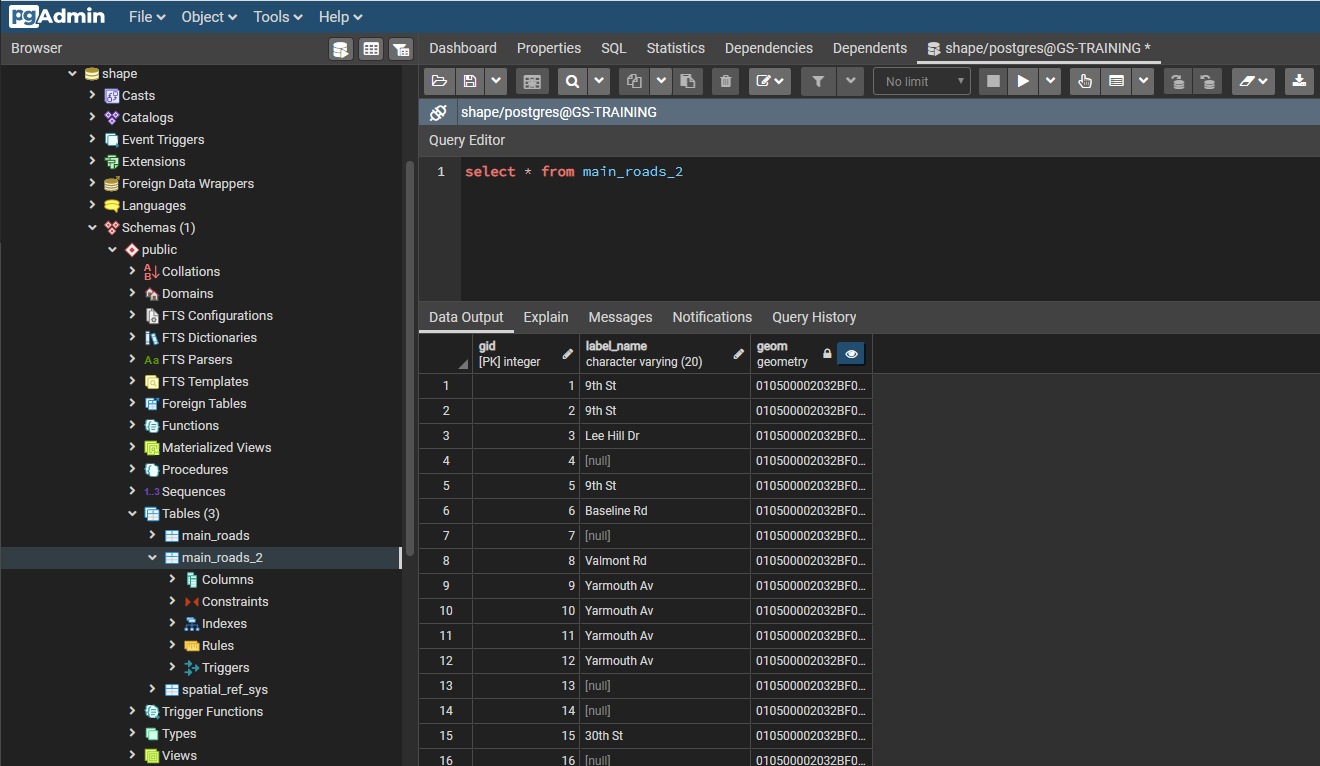 pgAdmin File Object Tools Help
Browser
Dashboard Properties SQL Statistics Dependencies Dependents shape/postgres@GS-TRAINING *
shape
Casts
Catalogs
Event Triggers
Extensions
Foreign Data Wrappers
Languages
Schemas (1)
public
Collations
Domains
FTS Configurations
FTS Dictionaries
Aa FTS Parsers
FTS Templates
Foreign Tables
Functions
Materialized Views
Procedures
1..3 Sequences
Tables (3)
main_roads
main_roads_2
Columns
Constraints
Indexes
Rules
Triggers
spatial_ref_sys
Trigger Functions
Types
Views
No limit
shape/postgres@GS-TRAINING
Query Editor
1 select * from main_roads_2
Data Output Explain Messages Notifications Query History
gid label_name geom
[PK] integer character varying (20) geometry
1 1 9th St 010500002032BF0...
2 2 9th St 010500002032BF0...
3 3 Lee Hill Dr 010500002032BF0...
4 4 [null] 010500002032BF0...
5 5 9th St 010500002032BF0...
6 6 Baseline Rd 010500002032BF0...
7 7 [null] 010500002032BF0...
8 8 Valmont Rd 010500002032BF0...
9 9 Yarmouth Av 010500002032BF0...
10 10 Yarmouth Av 010500002032BF0...
11 11 Yarmouth Av 010500002032BF0...
12 12 Yarmouth Av 010500002032BF0...
13 13 [null] 010500002032BF0...
14 14 [null] 010500002032BF0...
15 15 30th St 010500002032BF0...
16 16 [null] 010500002032BF0...